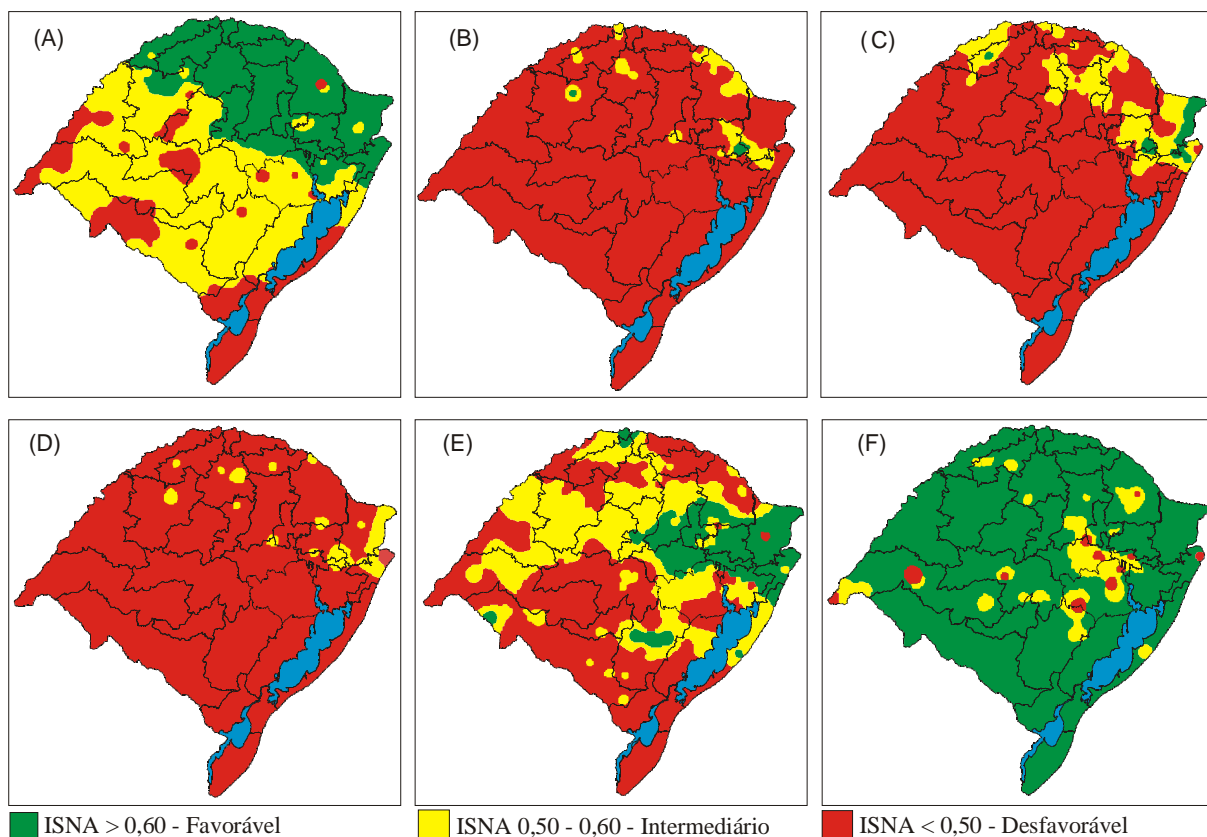 (A)
(B)
(C)
(D)
(E)
(F)
ISNA > 0,60 - Favorável
ISNA 0,50 - 0,60 - Intermediário
ISNA < 0,50 - Desfavorável